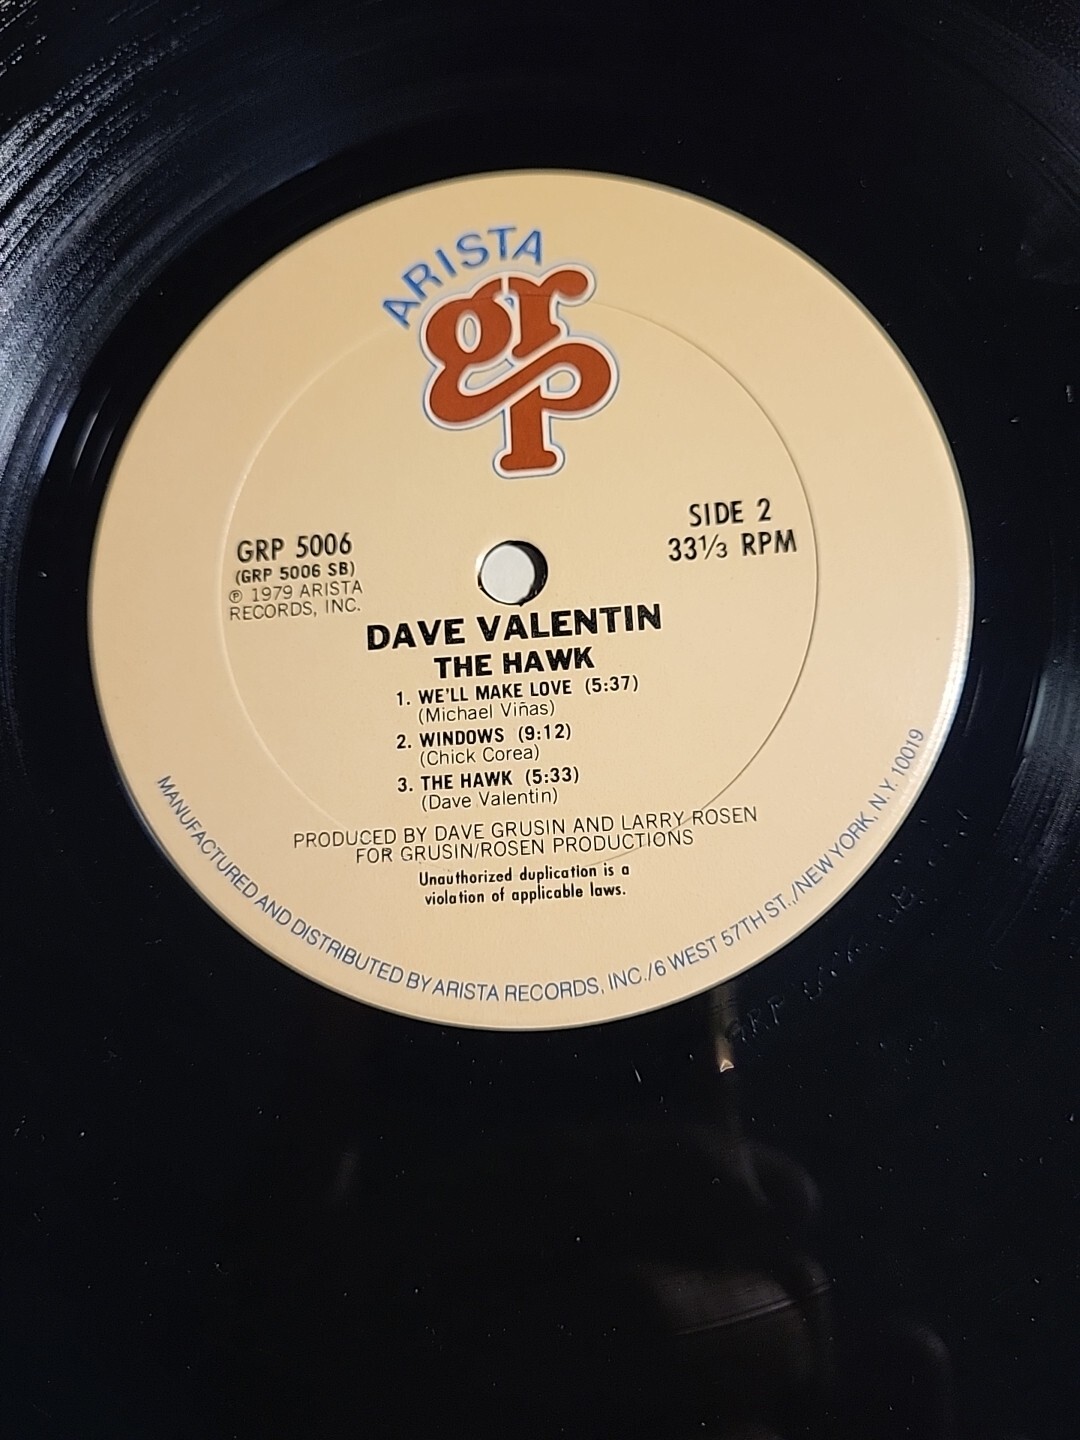 ARISTA
grp
GRP 5006
(GRP 5006 SB)
℗ 1979 ARISTA
RECORDS, INC.
SIDE 2
33⅓ RPM
DAVE VALENTIN
THE HAWK
1. WE'LL MAKE LOVE (5:37)
(Michael Viñas)
2. WINDOWS (9:12)
(Chick Corea)
3. THE HAWK (5:33)
(Dave Valentin)
PRODUCED BY DAVE GRUSIN AND LARRY ROSEN
FOR GRUSIN/ROSEN PRODUCTIONS
Unauthorized duplication is a
violation of applicable laws.
MANUFACTURED AND DISTRIBUTED BY ARISTA RECORDS, INC./6 WEST 57TH ST.,/NEW YORK, N.Y. 10019
GRP